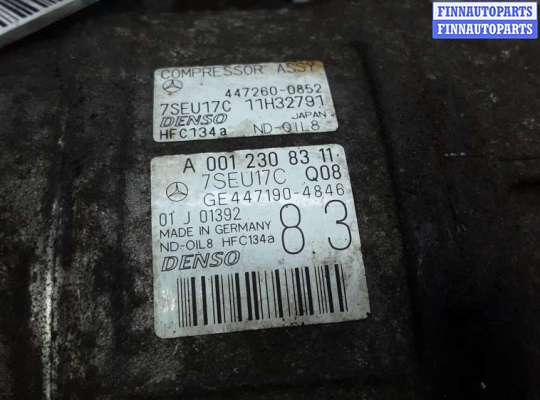 FINNAUTOPARTS
FINNAUTOPARTS
COMPRESSOR ASSY
447260-0852
7SEU17C 11H32791
DENSO JAPAN
HFC134a ND-OIL8
A 001 230 83 11
7SEU17C Q08
GE447190-4846
01 J 01392
MADE IN GERMANY
ND-OIL8 HFC134a
83
DENSO